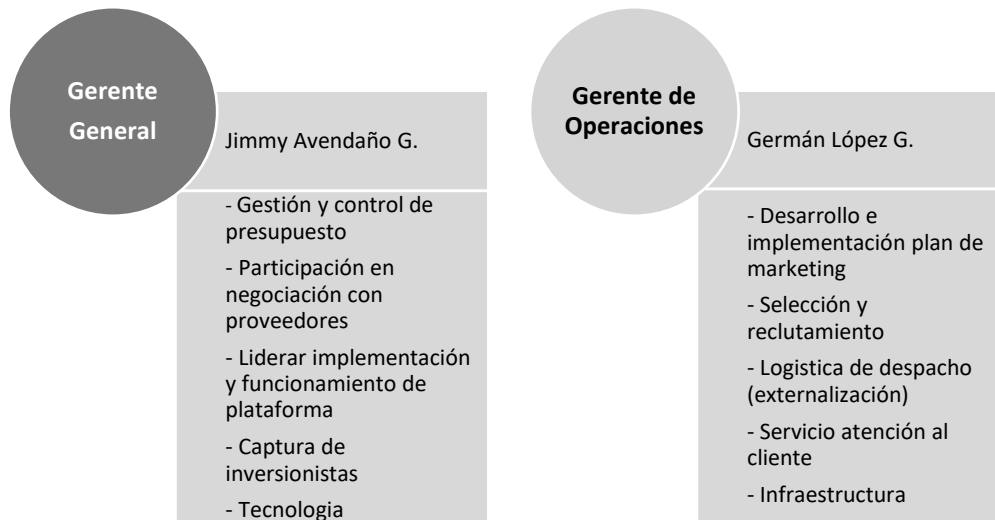 Gerente
General
Jimmy Avendaño G.
- Gestión y control de
presupuesto
- Participación en
negociación con
proveedores
- Liderar implementación
y funcionamiento de
plataforma
- Captura de
inversionistas
- Tecnologia
Gerente de
Operaciones
Germán López G.
- Desarrollo e
implementación plan de
marketing
- Selección y
reclutamiento
- Logistica de despacho
(externalización)
- Servicio atención al
cliente
- Infraestructura